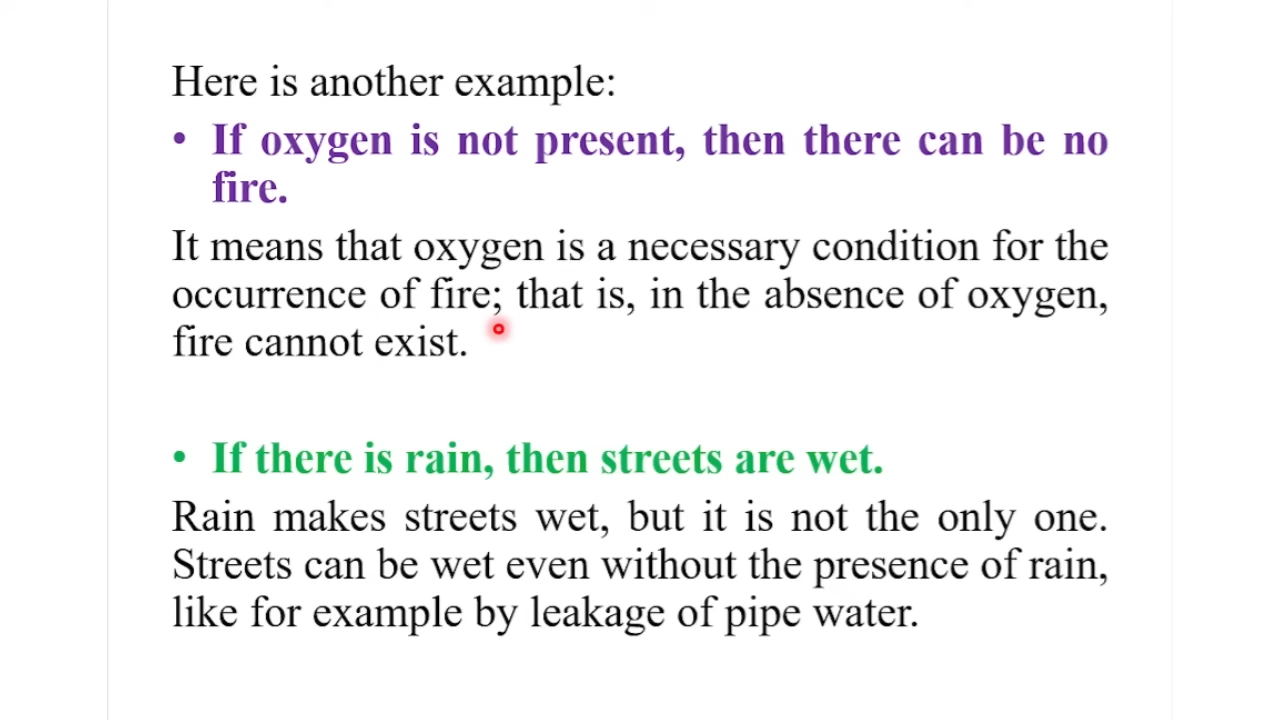 Here is another example:
• If oxygen is not present, then there can be no
fire.
It means that oxygen is a necessary condition for the
occurrence of fire; that is, in the absence of oxygen,
fire cannot exist.
• If there is rain, then streets are wet.
Rain makes streets wet, but it is not the only one.
Streets can be wet even without the presence of rain,
like for example by leakage of pipe water.